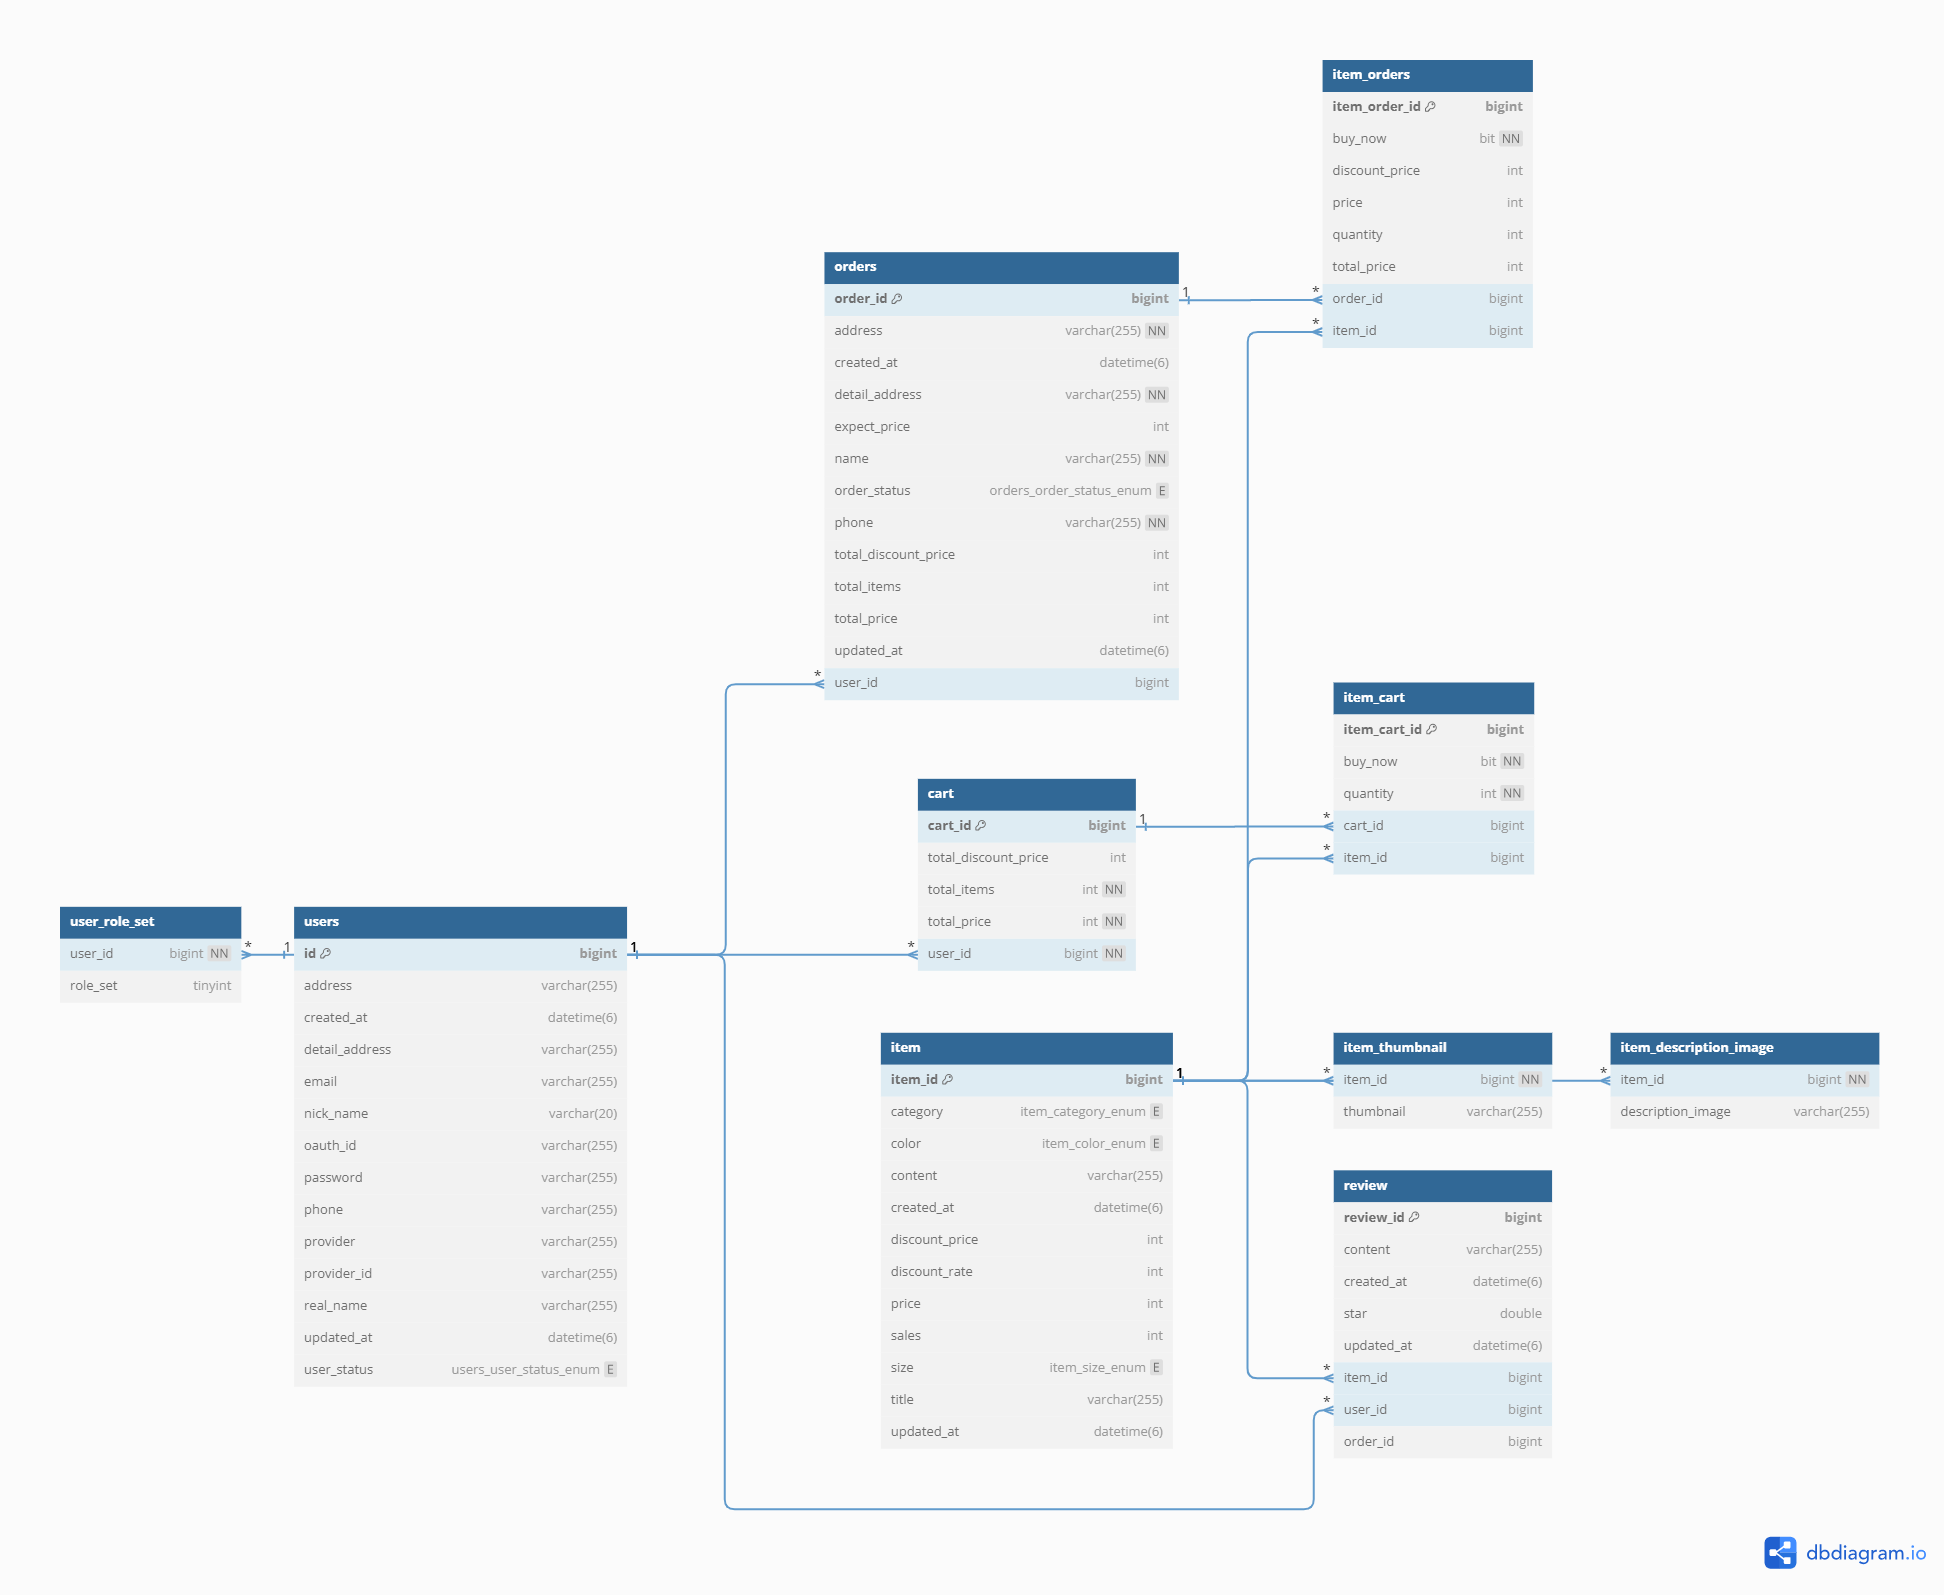 item_orders
item_order_id bigint
buy_now bit NN
discount_price int
price int
quantity int
total_price int
order_id bigint
item_id bigint
orders
order_id bigint
address varchar(255) NN
created_at datetime(6)
detail_address varchar(255) NN
expect_price int
name varchar(255) NN
order_status orders_order_status_enum E
phone varchar(255) NN
total_discount_price int
total_items int
total_price int
updated_at datetime(6)
user_id bigint
1 *
*
*
item_cart
item_cart_id bigint
buy_now bit NN
quantity int NN
cart_id bigint
item_id bigint
cart
cart_id bigint
total_discount_price int
total_items int NN
total_price int NN
user_id bigint NN
1 *
*
*
user_role_set
user_id bigint NN
role_set tinyint
* 1
users
id bigint
address varchar(255)
created_at datetime(6)
detail_address varchar(255)
email varchar(255)
nick_name varchar(20)
oauth_id varchar(255)
password varchar(255)
phone varchar(255)
provider varchar(255)
provider_id varchar(255)
real_name varchar(255)
updated_at datetime(6)
user_status users_user_status_enum E
1
item
item_id bigint
category item_category_enum E
color item_color_enum E
content varchar(255)
created_at datetime(6)
discount_price int
discount_rate int
price int
sales int
size item_size_enum E
title varchar(255)
updated_at datetime(6)
1 *
item_thumbnail
item_id bigint NN
thumbnail varchar(255)
*
item_description_image
item_id bigint NN
description_image varchar(255)
review
review_id bigint
content varchar(255)
created_at datetime(6)
star double
updated_at datetime(6)
item_id bigint
user_id bigint
order_id bigint
*
*
dbdiagram.io